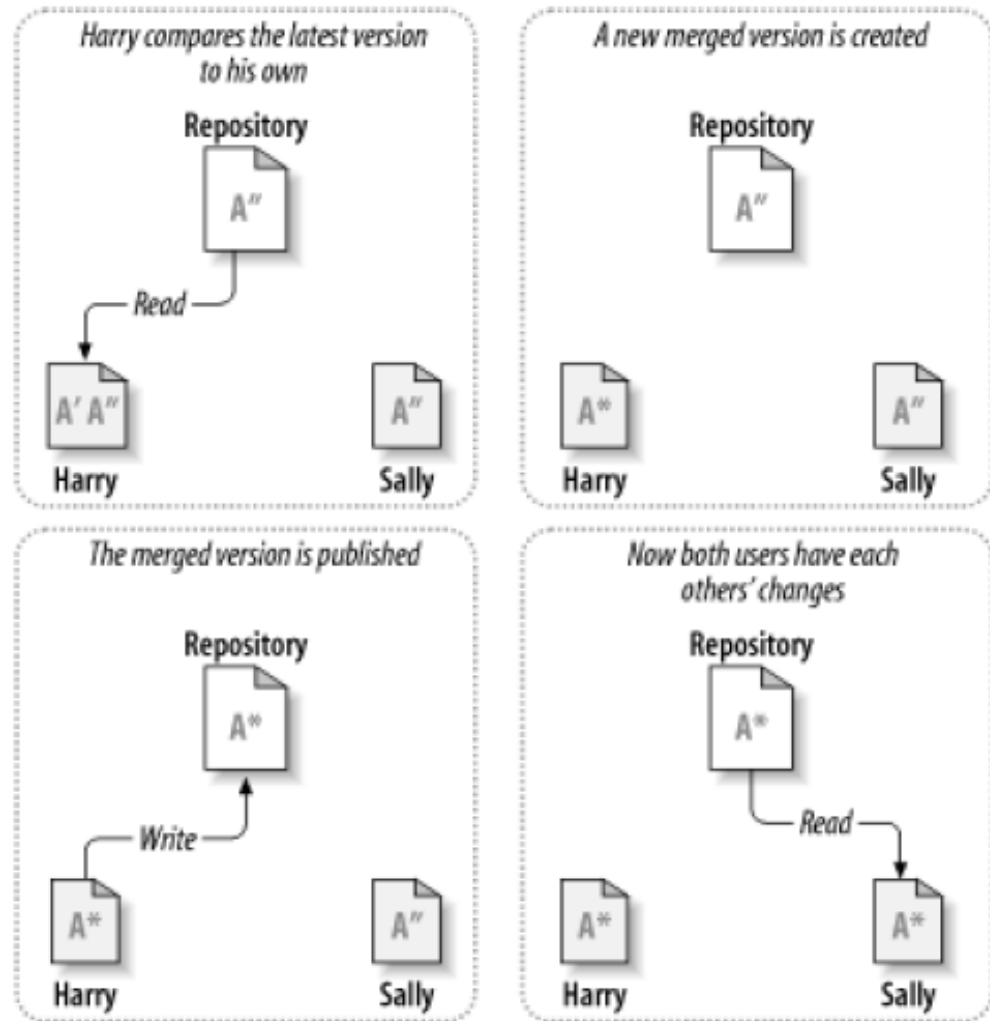 Harry compares the latest version
to his own
Repository
A″
Read
A′ A″
A″
Harry
Sally
A new merged version is created
Repository
A″
A*
A″
Harry
Sally
The merged version is published
Repository
A*
Write
A*
A″
Harry
Sally
Now both users have each
others’ changes
Repository
A*
Read
A*
A*
Harry
Sally